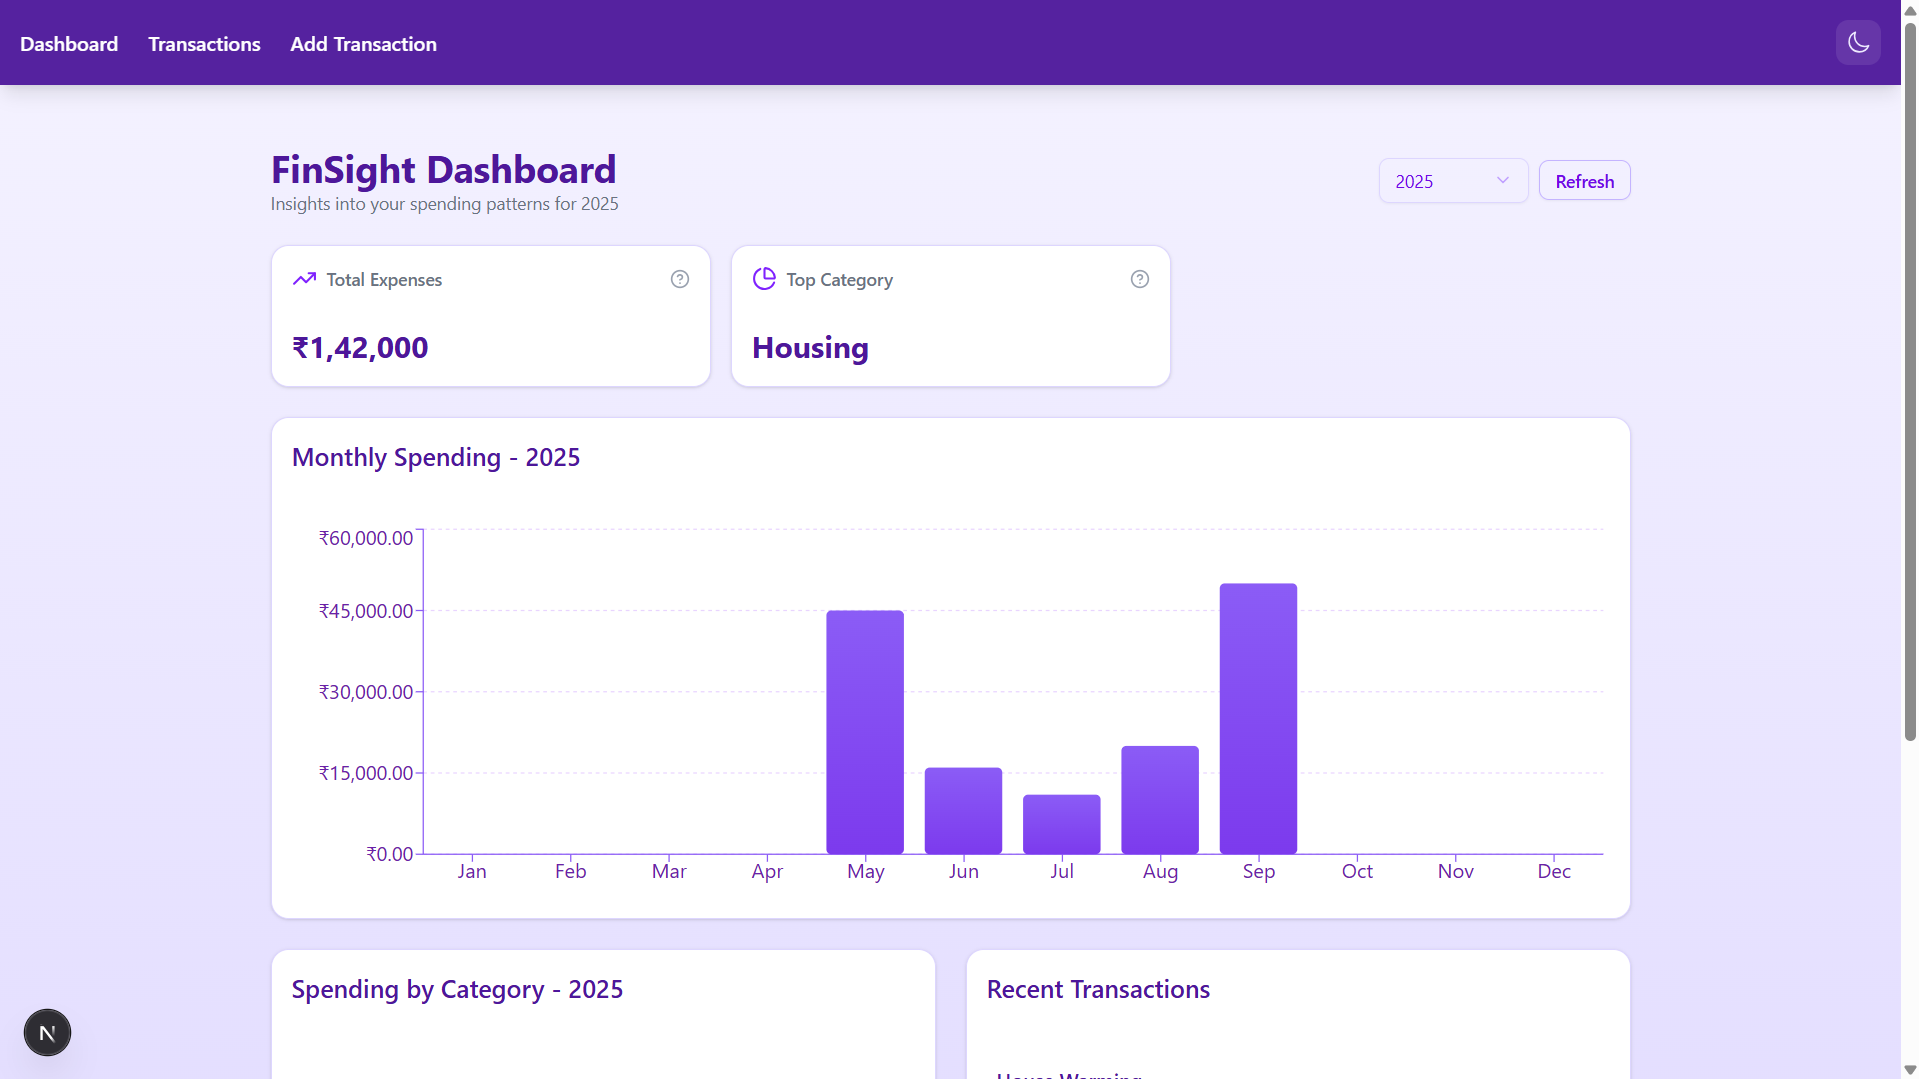 Dashboard Transactions Add Transaction
FinSight Dashboard
Insights into your spending patterns for 2025
2025
Refresh
Total Expenses
₹1,42,000
Top Category
Housing
Monthly Spending - 2025
₹60,000.00
₹45,000.00
₹30,000.00
₹15,000.00
₹0.00
Jan Feb Mar Apr May Jun Jul Aug Sep Oct Nov Dec
Spending by Category - 2025
Recent Transactions
House Warming
N